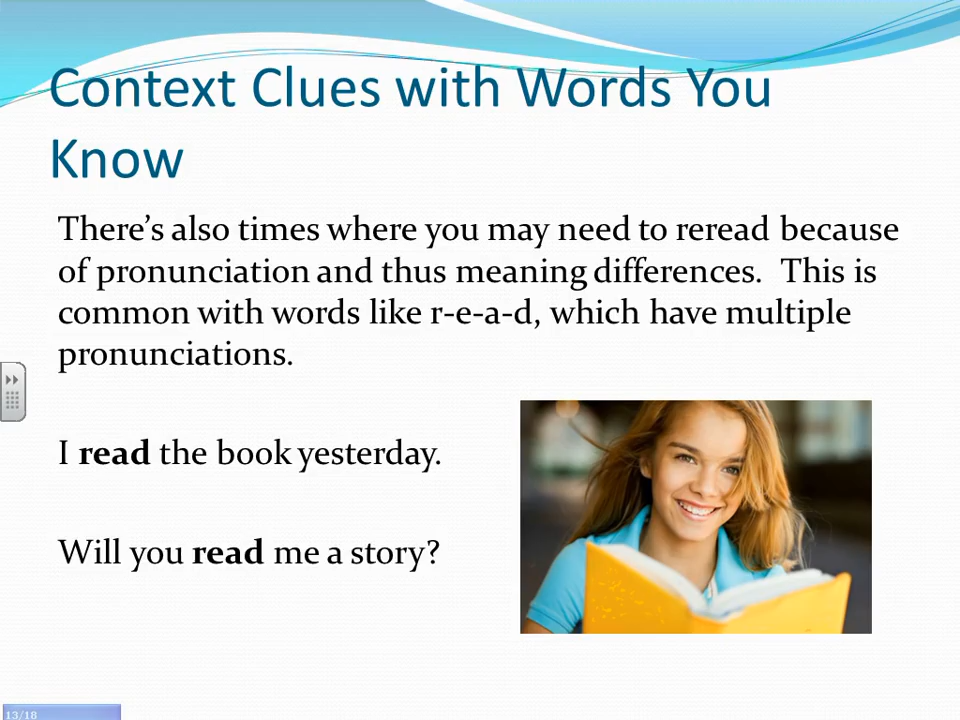 Context Clues with Words You
Know
There’s also times where you may need to reread because
of pronunciation and thus meaning differences.  This is
common with words like r-e-a-d, which have multiple
pronunciations.
I read the book yesterday.
Will you read me a story?
13/18